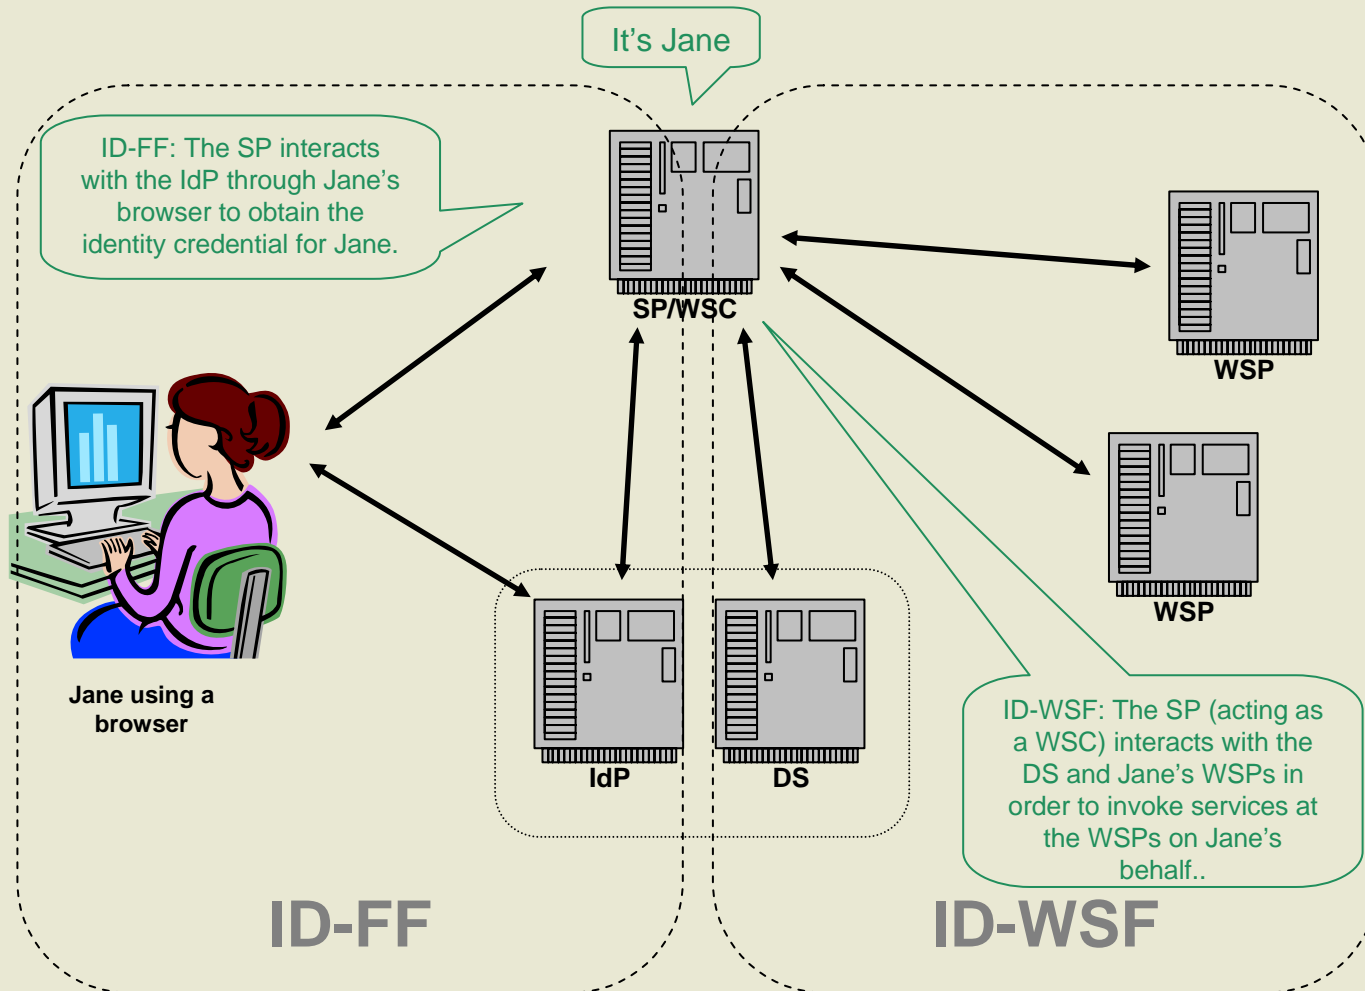 It's Jane
ID-FF: The SP interacts
with the IdP through Jane's
browser to obtain the
identity credential for Jane.
SP/WSC
WSP
WSP
Jane using a
browser
IdP
DS
ID-WSF: The SP (acting as
a WSC) interacts with the
DS and Jane's WSPs in
order to invoke services at
the WSPs on Jane's
behalf..
ID-FF
ID-WSF